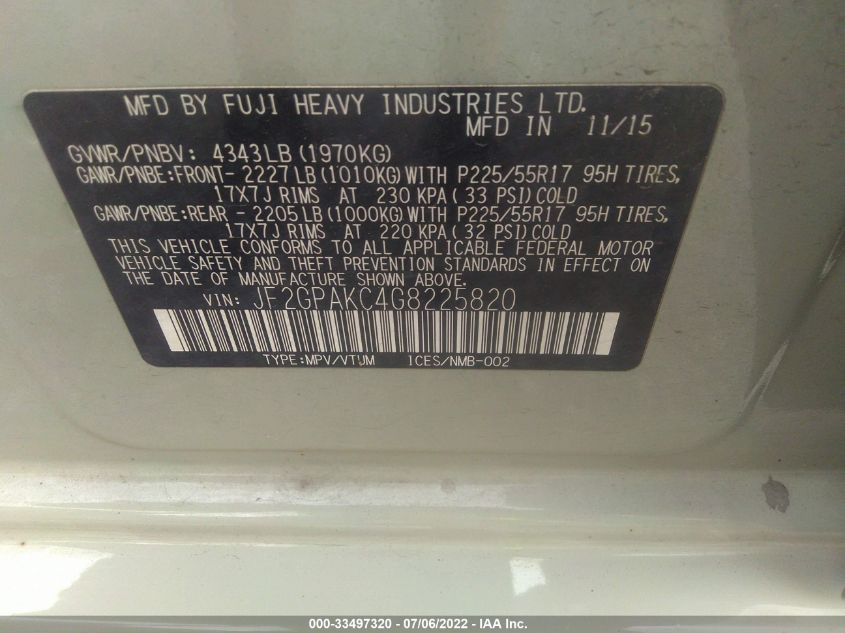 MFD BY FUJI HEAVY INDUSTRIES LTD.
MFD IN 11/15
GVWR/PNBV: 4343LB(1970KG)
GAWR/PNBE:FRONT- 2227LB(1010KG)WITH P225/55R17 95H TIRES,
17X7J RIMS AT 230 KPA(33 PSI)COLD
GAWR/PNBE:REAR - 2205LB(1000KG)WITH P225/55R17 95H TIRES,
17X7J RIMS AT 220 KPA(32 PSI)COLD
THIS VEHICLE CONFORMS TO ALL APPLICABLE FEDERAL MOTOR
VEHICLE SAFETY AND THEFT PREVENTION STANDARDS IN EFFECT ON
THE DATE OF MANUFACTURE SHOWN ABOVE.
VIN: JF2GPAKC4G8225820
TYPE:MPV/VTUM ICES/NMB-002
000-33497320 - 07/06/2022 - IAA Inc.